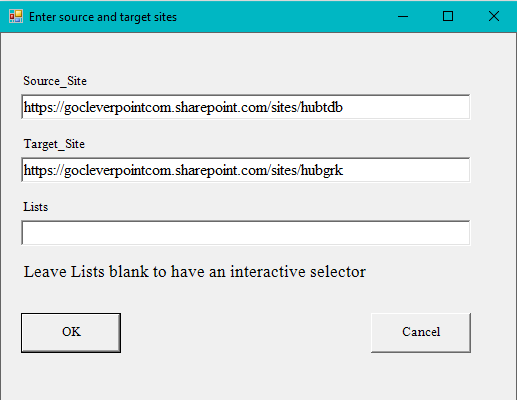 Enter source and target sites
Source_Site
https://gocleverpointcom.sharepoint.com/sites/hubtdb
Target_Site
https://gocleverpointcom.sharepoint.com/sites/hubgrk
Lists
Leave Lists blank to have an interactive selector
OK Cancel